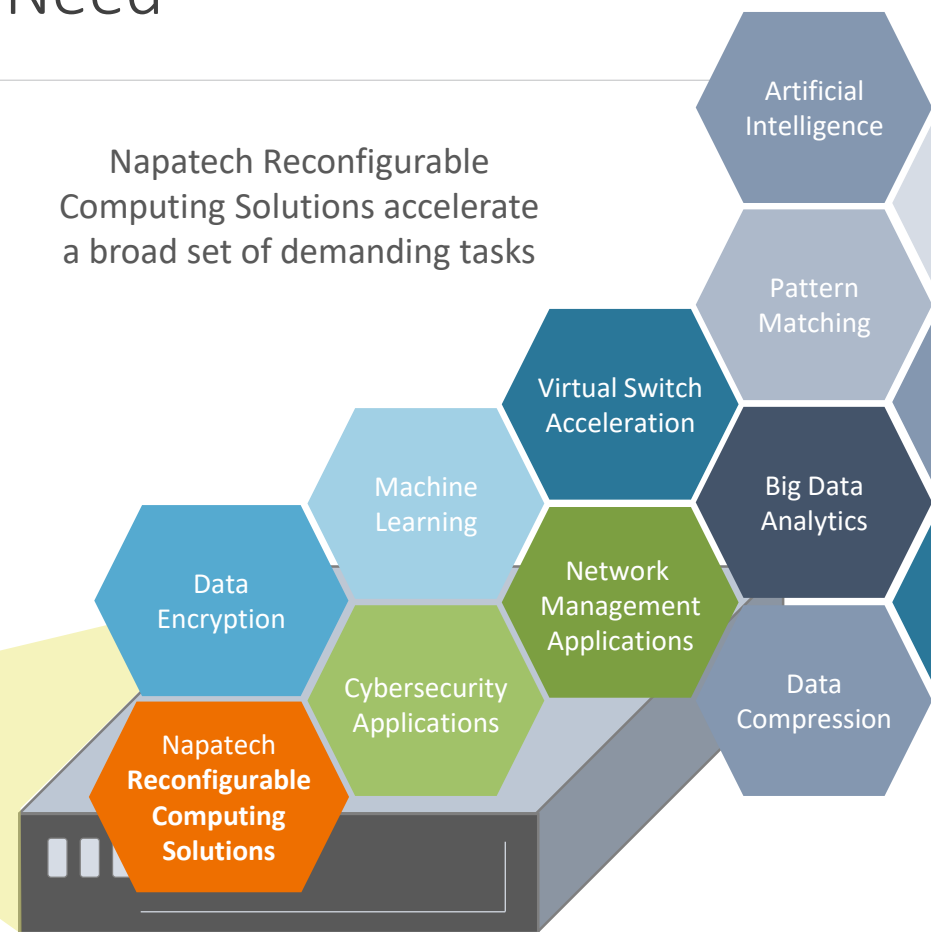 Need
Napatech Reconfigurable
Computing Solutions accelerate
a broad set of demanding tasks
Artificial
Intelligence
Pattern
Matching
Virtual Switch
Acceleration
Machine
Learning
Big Data
Analytics
Data
Encryption
Network
Management
Applications
Cybersecurity
Applications
Data
Compression
Napatech
Reconfigurable
Computing
Solutions